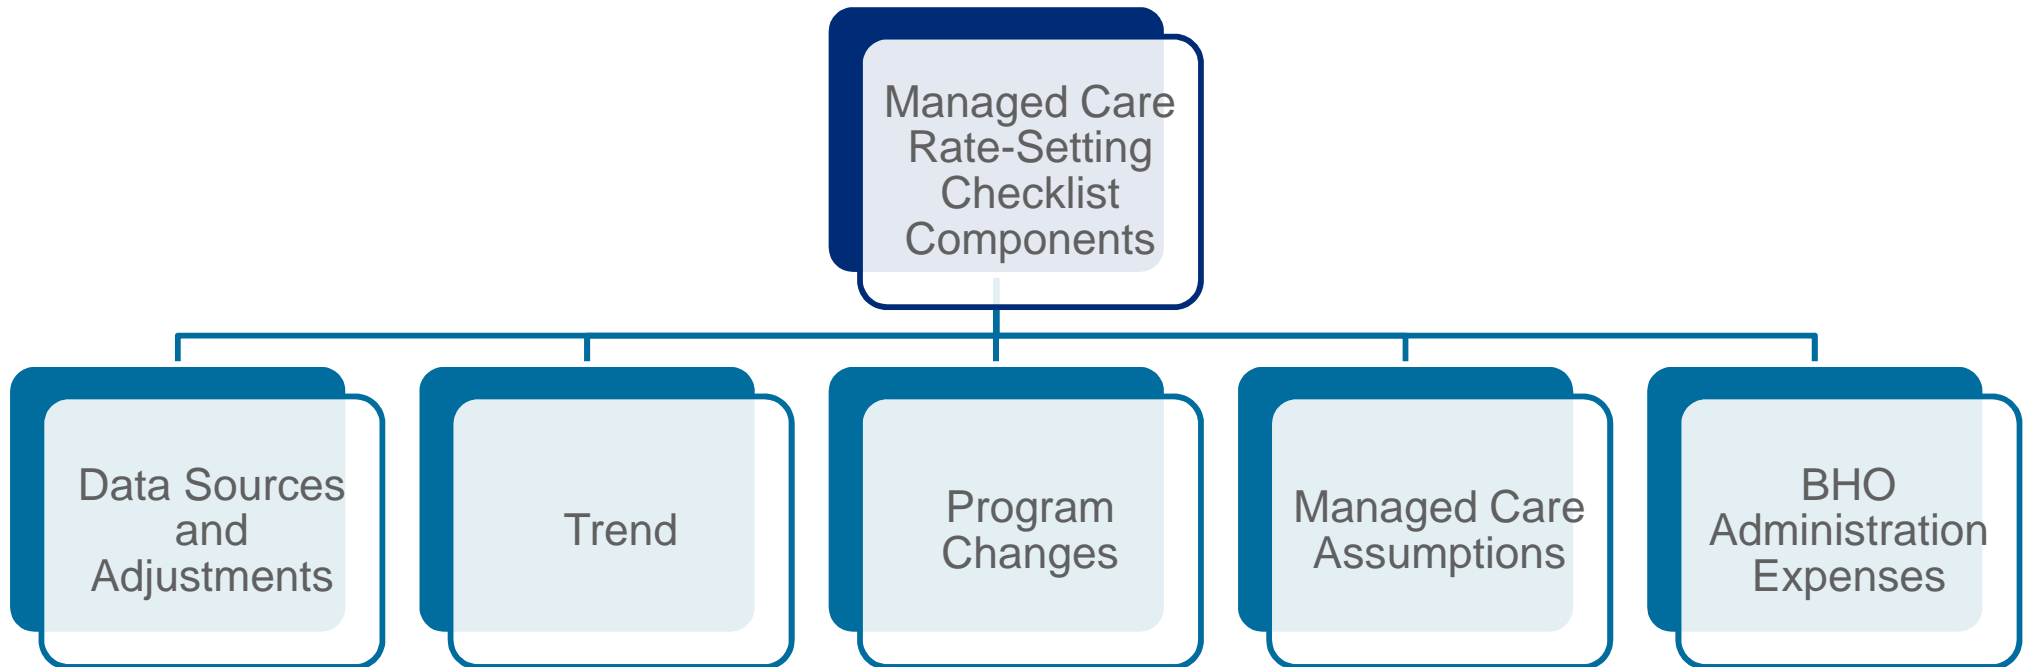 Managed Care
Rate-Setting
Checklist
Components
Data Sources
and
Adjustments
Trend
Program
Changes
Managed Care
Assumptions
BHO
Administration
Expenses